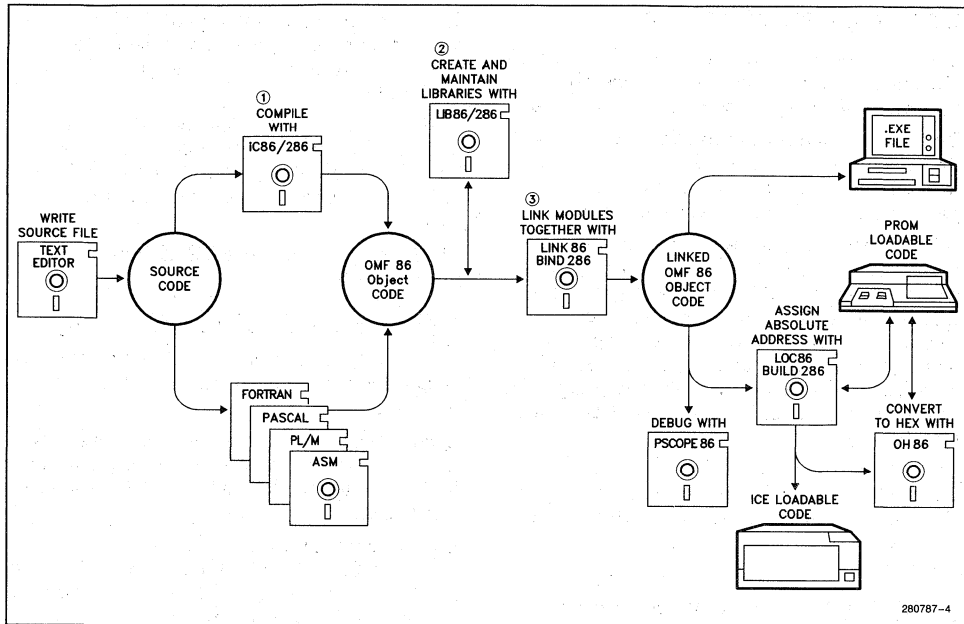 WRITE
SOURCE FILE
TEXT
EDITOR
SOURCE
CODE
①
COMPILE
WITH
iC86/286
FORTRAN
PASCAL
PL/M
ASM
OMF 86
Object
CODE
②
CREATE AND
MAINTAIN
LIBRARIES WITH
LIB86/286
③
LINK MODULES
TOGETHER WITH
LINK 86
BIND 286
LINKED
OMF 86
OBJECT
CODE
.EXE
FILE
PROM
LOADABLE
CODE
ASSIGN
ABSOLUTE
ADDRESS WITH
LOC86
BUILD 286
DEBUG WITH
PSCOPE 86
CONVERT
TO HEX WITH
OH 86
ICE LOADABLE
CODE
280787-4